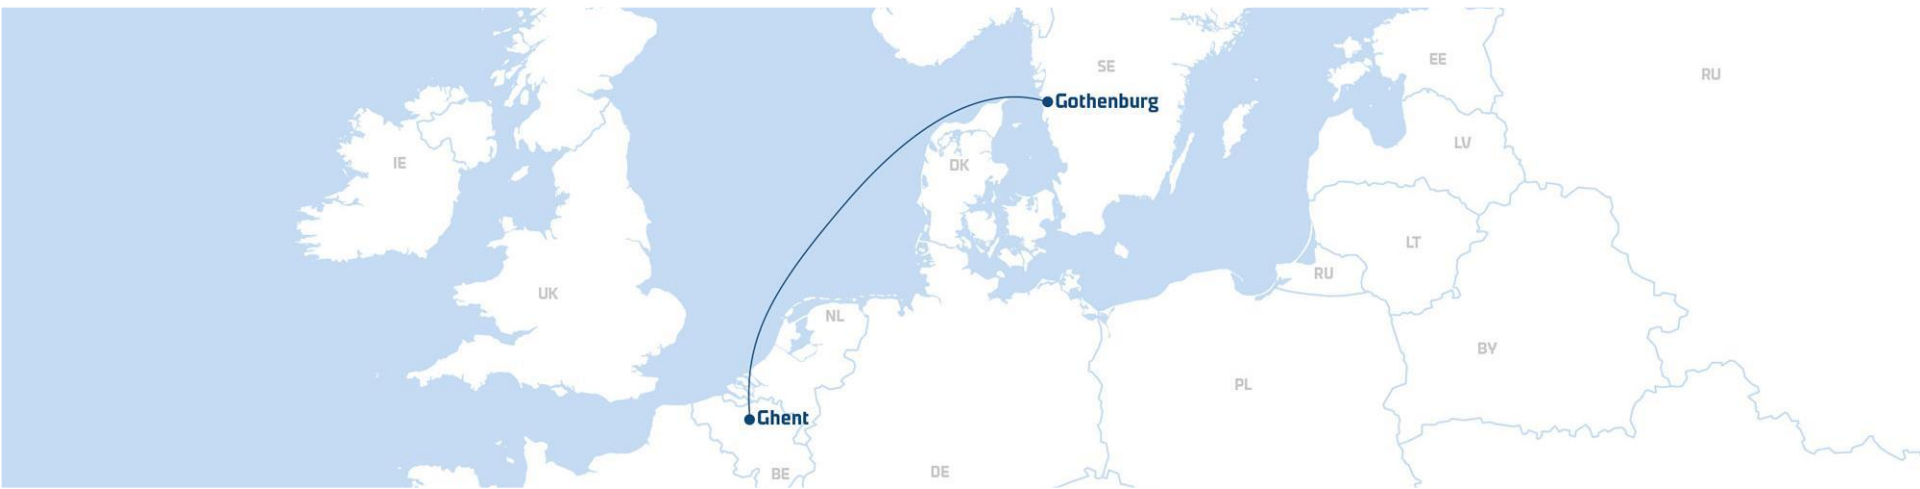 SE
EE
RU
Gothenburg
LV
IE
DK
LT
RU
UK
NL
BY
PL
Ghent
BE
DE